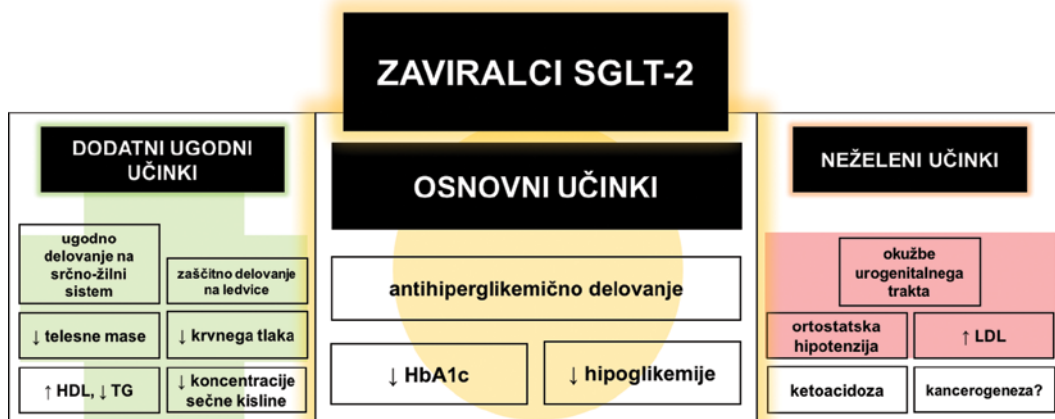 ZAVIRALCI SGLT-2
DODATNI UGODNI
UČINKI
ugodno
delovanje na
srčno-žilni
sistem
zaščitno delovanje
na ledvice
↓ telesne mase
↓ krvnega tlaka
↑ HDL, ↓ TG
↓ koncentracije
sečne kisline
OSNOVNI UČINKI
antihiperglikemično delovanje
↓ HbA1c
↓ hipoglikemije
NEŽELENI UČINKI
okužbe
urogenitalnega
trakta
ortostatska
hipotenzija
↑ LDL
ketoacidoza
kancerogeneza?